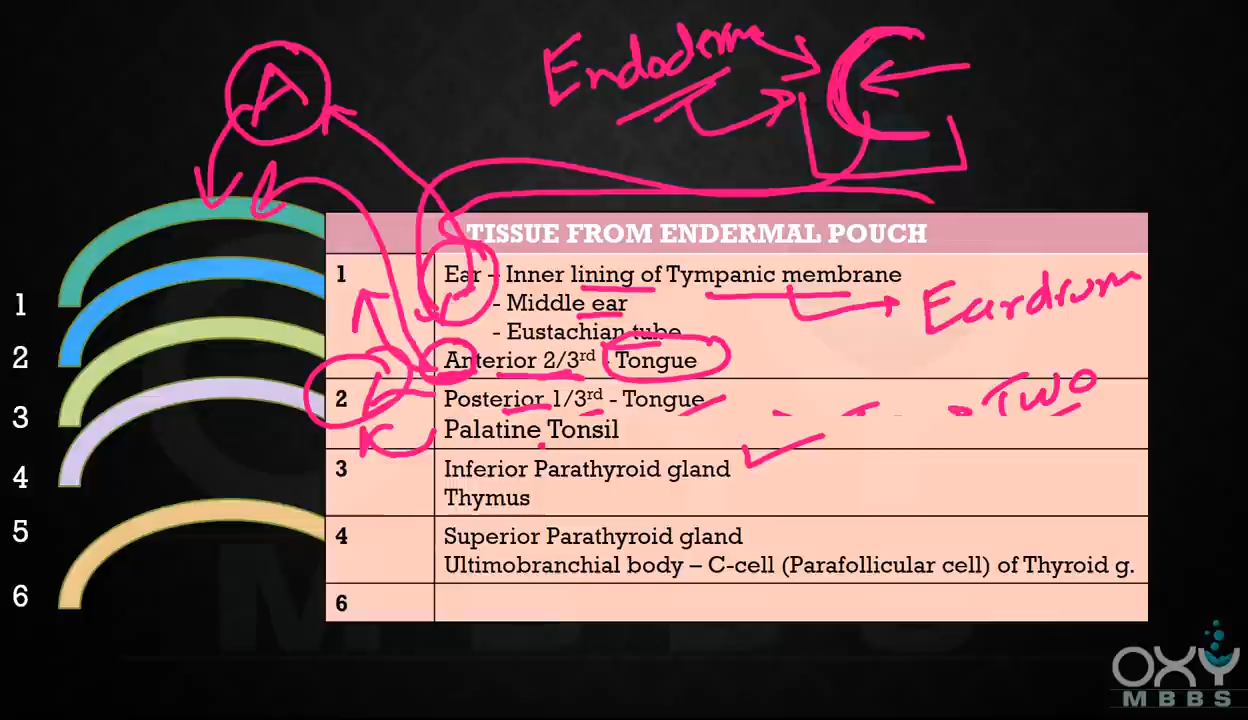 Endoderm
A
TISSUE FROM ENDERMAL POUCH
1
Ear – Inner lining of Tympanic membrane
- Middle ear
- Eustachian tube
Anterior 2/3rd - Tongue
Eardrum
2
Posterior 1/3rd - Tongue
Palatine Tonsil
TWO
3
Inferior Parathyroid gland
Thymus
4
Superior Parathyroid gland
Ultimobranchial body – C-cell (Parafollicular cell) of Thyroid g.
6
1
2
3
4
5
6
OXY
MBBS